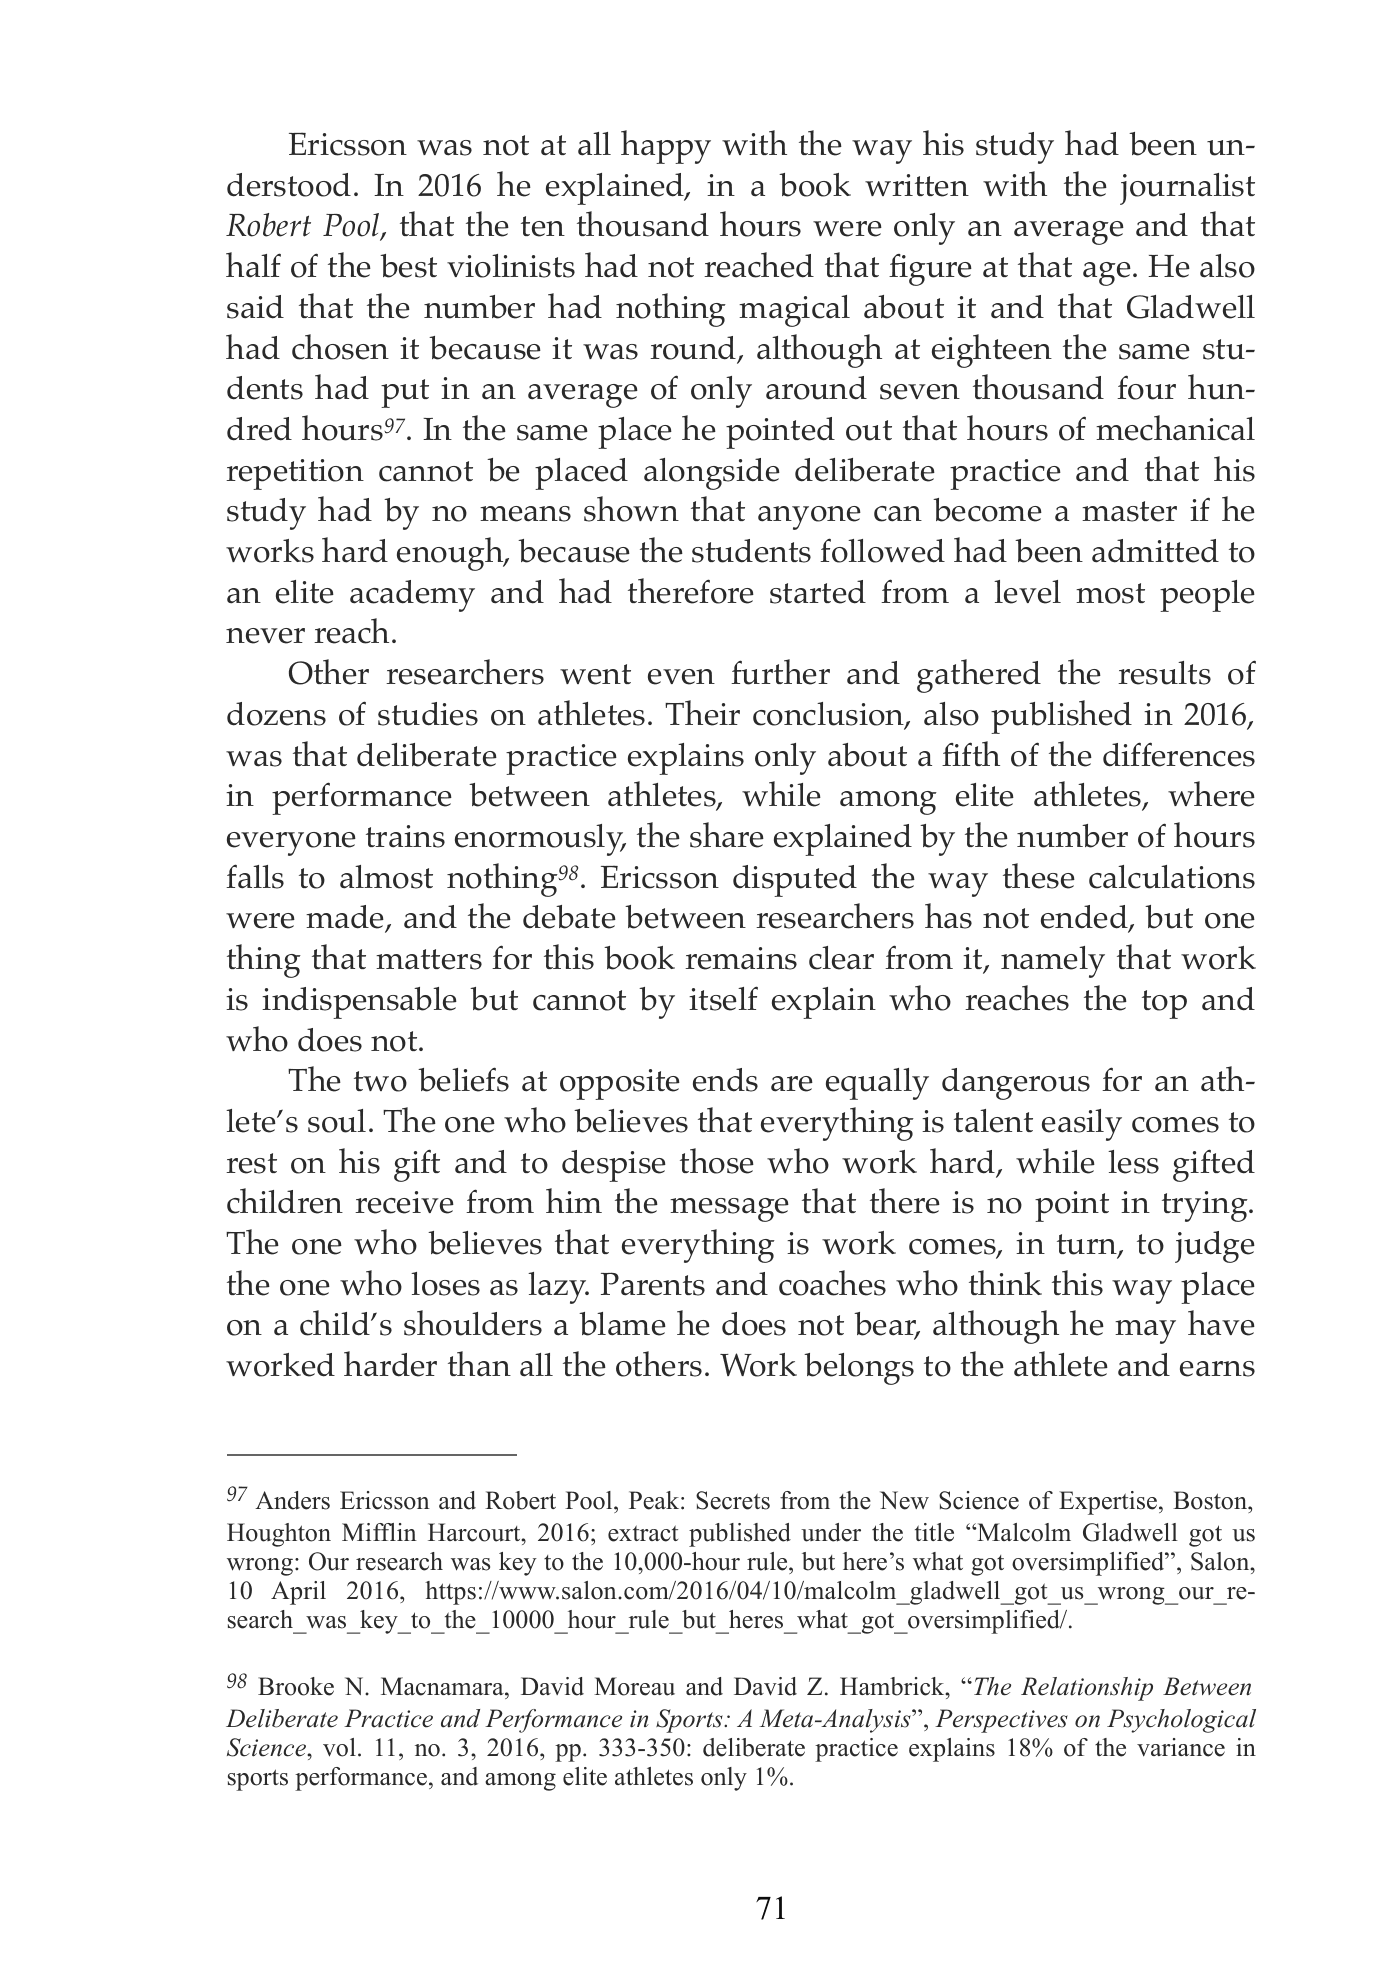 Ericsson was not at all happy with the way his study had been un-
derstood. In 2016 he explained, in a book written with the journalist
Robert Pool, that the ten thousand hours were only an average and that
half of the best violinists had not reached that figure at that age. He also
said that the number had nothing magical about it and that Gladwell
had chosen it because it was round, although at eighteen the same stu-
dents had put in an average of only around seven thousand four hun-
dred hours97. In the same place he pointed out that hours of mechanical
repetition cannot be placed alongside deliberate practice and that his
study had by no means shown that anyone can become a master if he
works hard enough, because the students followed had been admitted to
an elite academy and had therefore started from a level most people
never reach.
Other researchers went even further and gathered the results of
dozens of studies on athletes. Their conclusion, also published in 2016,
was that deliberate practice explains only about a fifth of the differences
in performance between athletes, while among elite athletes, where
everyone trains enormously, the share explained by the number of hours
falls to almost nothing98. Ericsson disputed the way these calculations
were made, and the debate between researchers has not ended, but one
thing that matters for this book remains clear from it, namely that work
is indispensable but cannot by itself explain who reaches the top and
who does not.
The two beliefs at opposite ends are equally dangerous for an ath-
lete’s soul. The one who believes that everything is talent easily comes to
rest on his gift and to despise those who work hard, while less gifted
children receive from him the message that there is no point in trying.
The one who believes that everything is work comes, in turn, to judge
the one who loses as lazy. Parents and coaches who think this way place
on a child’s shoulders a blame he does not bear, although he may have
worked harder than all the others. Work belongs to the athlete and earns
97 Anders Ericsson and Robert Pool, Peak: Secrets from the New Science of Expertise, Boston,
Houghton Mifflin Harcourt, 2016; extract published under the title “Malcolm Gladwell got us
wrong: Our research was key to the 10,000-hour rule, but here’s what got oversimplified”, Salon,
10 April 2016, https://www.salon.com/2016/04/10/malcolm_gladwell_got_us_wrong_our_re-
search_was_key_to_the_10000_hour_rule_but_heres_what_got_oversimplified/.
98 Brooke N. Macnamara, David Moreau and David Z. Hambrick, “The Relationship Between
Deliberate Practice and Performance in Sports: A Meta-Analysis”, Perspectives on Psychological
Science, vol. 11, no. 3, 2016, pp. 333-350: deliberate practice explains 18% of the variance in
sports performance, and among elite athletes only 1%.
71